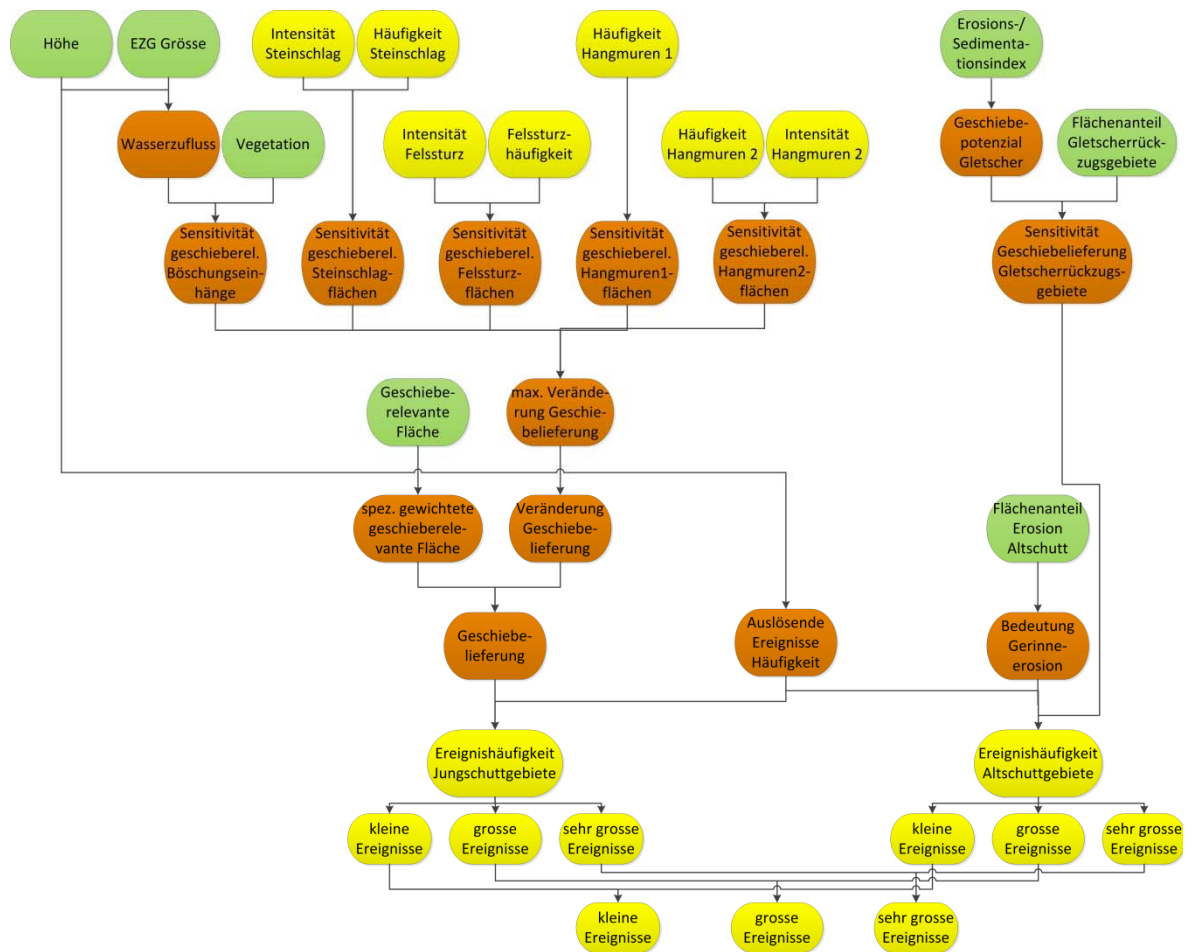 Höhe
EZG Grösse
Intensität
Steinschlag
Häufigkeit
Steinschlag
Häufigkeit
Hangmuren 1
Erosions-/
Sedimenta-
tionsindex
Wasserzufluss
Vegetation
Intensität
Felssturz
Felssturz-
häufigkeit
Häufigkeit
Hangmuren 2
Intensität
Hangmuren 2
Geschiebe-
potenzial
Gletscher
Flächenanteil
Gletscherrück-
zugsgebiete
Sensitivität
geschieberel.
Böschungsein-
hänge
Sensitivität
geschieberel.
Steinschlag-
flächen
Sensitivität
geschieberel.
Felssturz-
flächen
Sensitivität
geschieberel.
Hangmuren1-
flächen
Sensitivität
geschieberel.
Hangmuren2-
flächen
Sensitivität
Geschiebelieferung
Gletscherrückzugs-
gebiete
Geschiebe-
relevante
Fläche
max. Verände-
rung Geschie-
belieferung
spez. gewichtete
geschieberele-
vante Fläche
Veränderung
Geschiebe-
lieferung
Flächenanteil
Erosion
Altschutt
Geschiebe-
lieferung
Auslösende
Ereignisse
Häufigkeit
Bedeutung
Gerinne-
erosion
Ereignishäufigkeit
Jungschuttgebiete
Ereignishäufigkeit
Altschuttgebiete
kleine
Ereignisse
grosse
Ereignisse
sehr grosse
Ereignisse
kleine
Ereignisse
grosse
Ereignisse
sehr grosse
Ereignisse
kleine
Ereignisse
grosse
Ereignisse
sehr grosse
Ereignisse